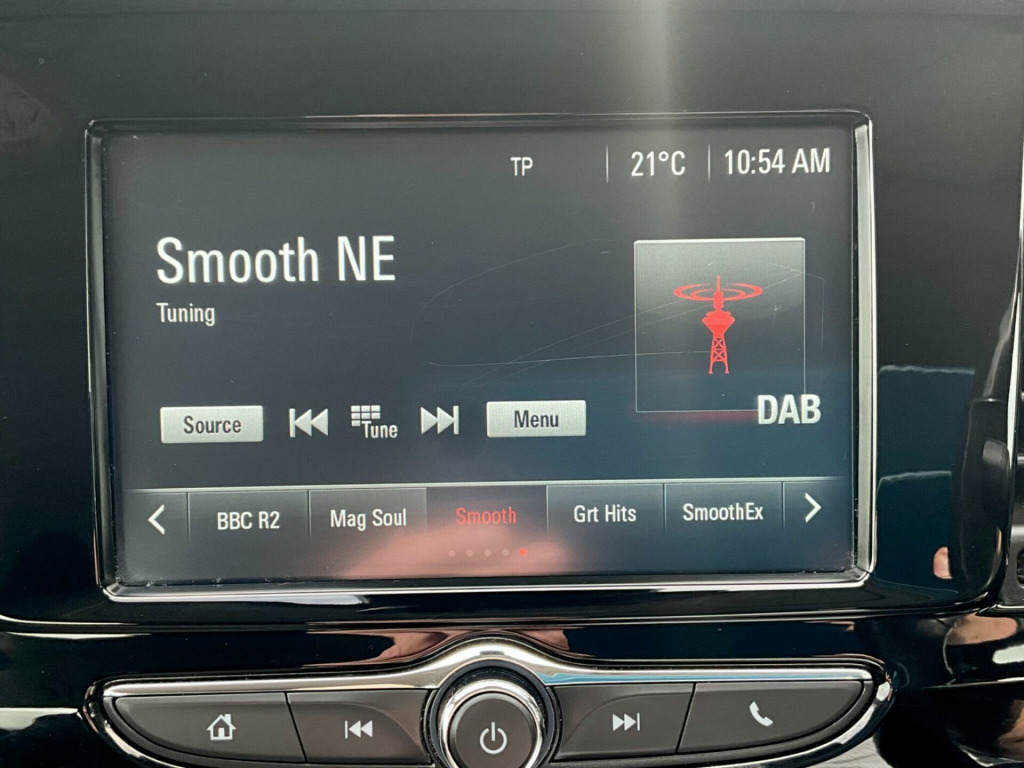 TP 21°C 10:54 AM
Smooth NE
Tuning
DAB
Source Tune Menu
BBC R2 Mag Soul Smooth Grt Hits SmoothEx